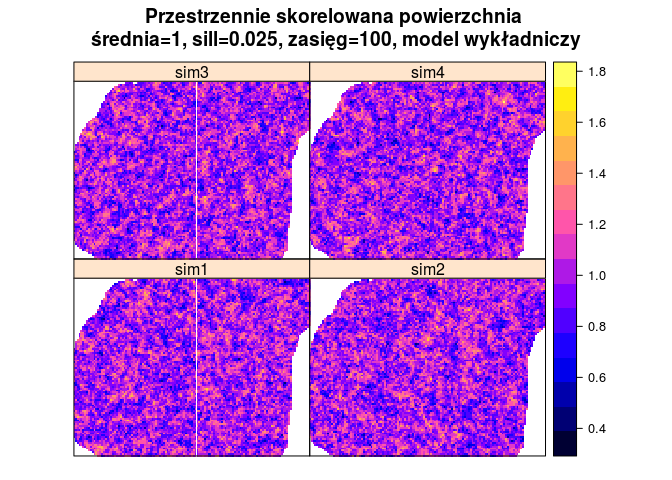 Przestrzennie skorelowana powierzchnia
średnia=1, sill=0.025, zasięg=100, model wykładniczy
sim3
sim4
sim1
sim2
1.8
1.6
1.4
1.2
1.0
0.8
0.6
0.4